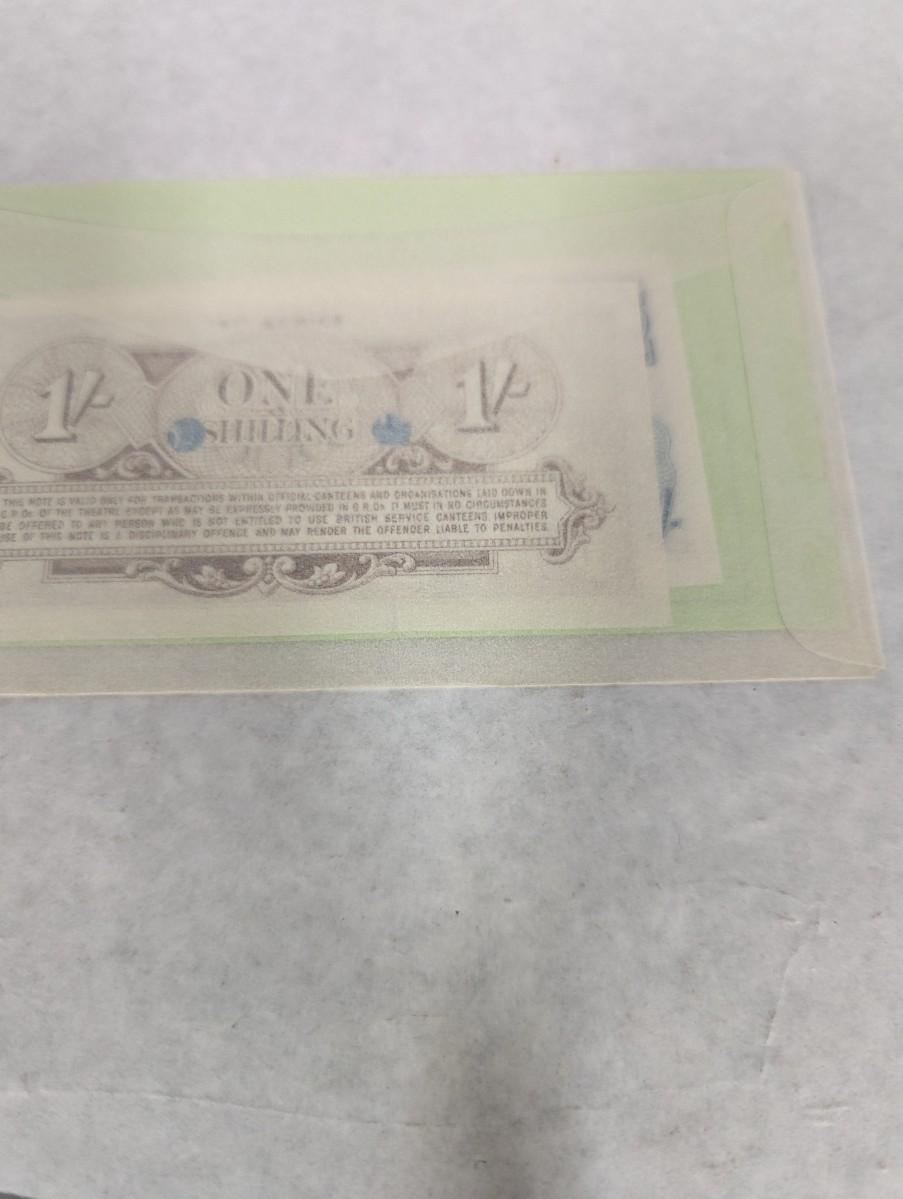 1/- ONE 1/-
SHILLING
THIS NOTE IS VALID ONLY FOR TRANSACTIONS WITHIN OFFICIAL CANTEENS AND ORGANISATIONS LAID DOWN IN
G.R.Os OF THE THEATRE EXCEPT AS MAY BE EXPRESSLY PROVIDED IN G.R.Os IT MUST IN NO CIRCUMSTANCES
BE OFFERED TO ANY PERSON WHO IS NOT ENTITLED TO USE BRITISH SERVICE CANTEENS IMPROPER
USE OF THIS NOTE IS A DISCIPLINARY OFFENCE AND MAY RENDER THE OFFENDER LIABLE TO PENALTIES.